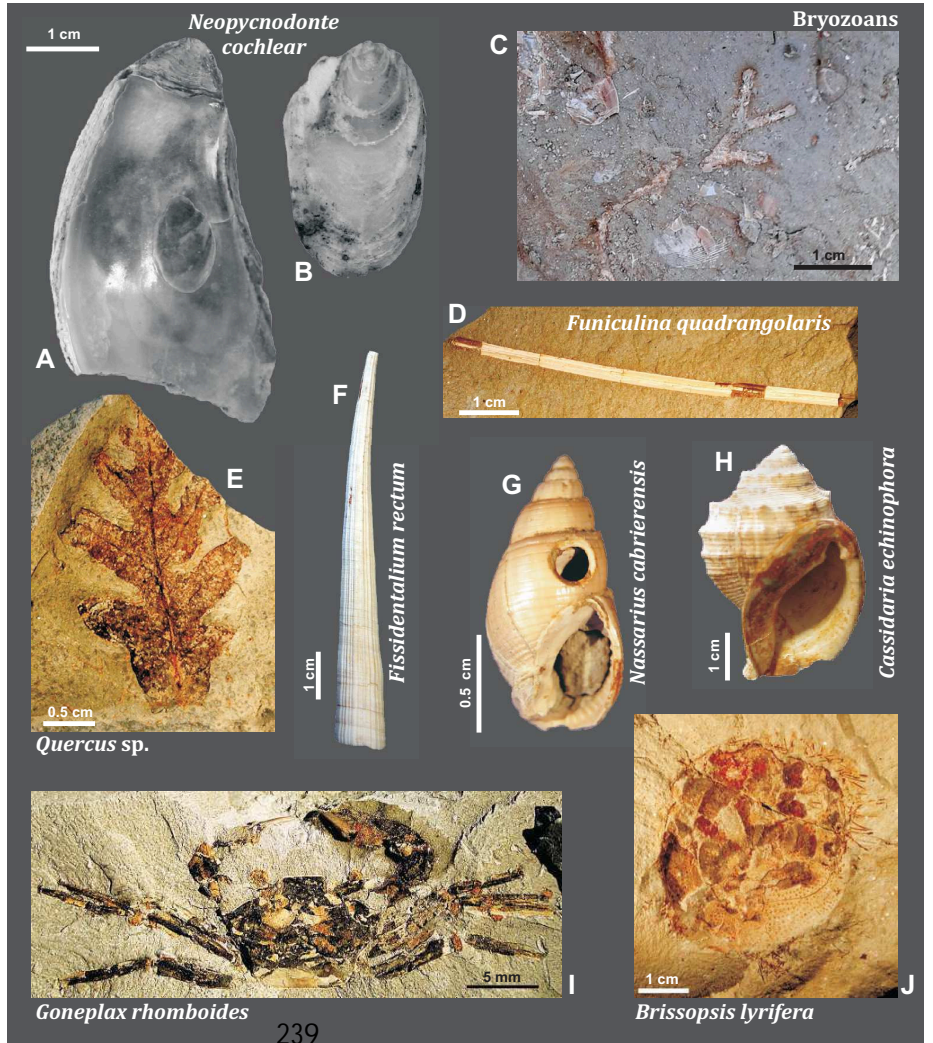 Neopycnodonte
cochlear
Bryozoans
1 cm
A
B
C
1 cm
D
Funiculina quadrangolaris
1 cm
E
0.5 cm
Quercus sp.
F
1 cm
Fissidentalium rectum
G
0.5 cm
Nassarius cabrierensis
H
1 cm
Cassidaria echinophora
I
5 mm
Goneplax rhomboides
J
1 cm
Brissopsis lyrifera
239